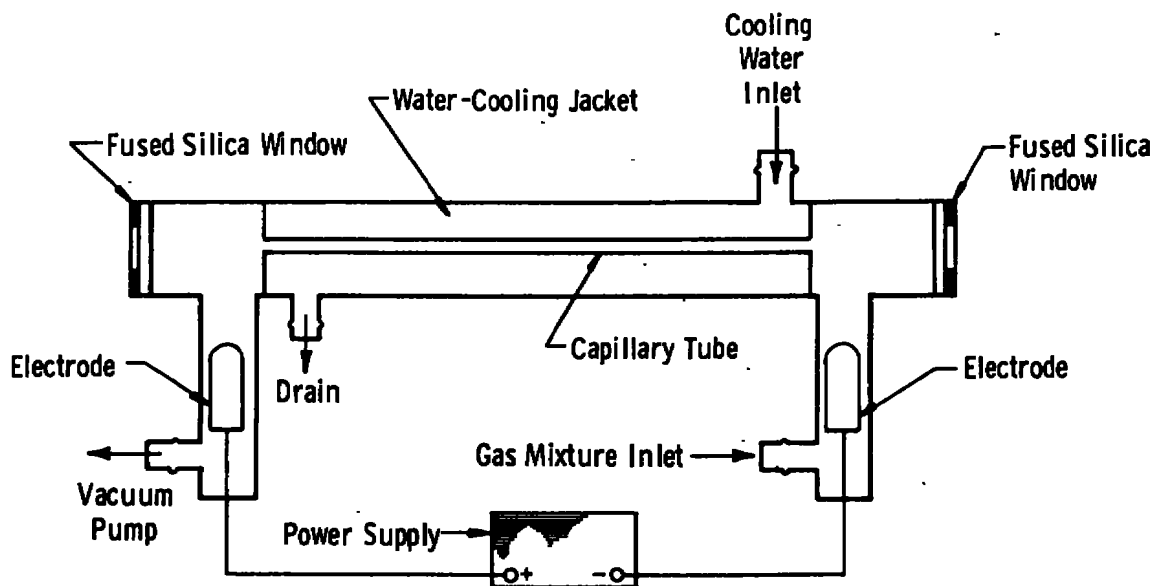 Cooling
Water
Inlet
Water-Cooling Jacket
Fused Silica Window
Fused Silica
Window
Electrode
Drain
Capillary Tube
Electrode
Gas Mixture Inlet
Vacuum
Pump
Power Supply
+
-